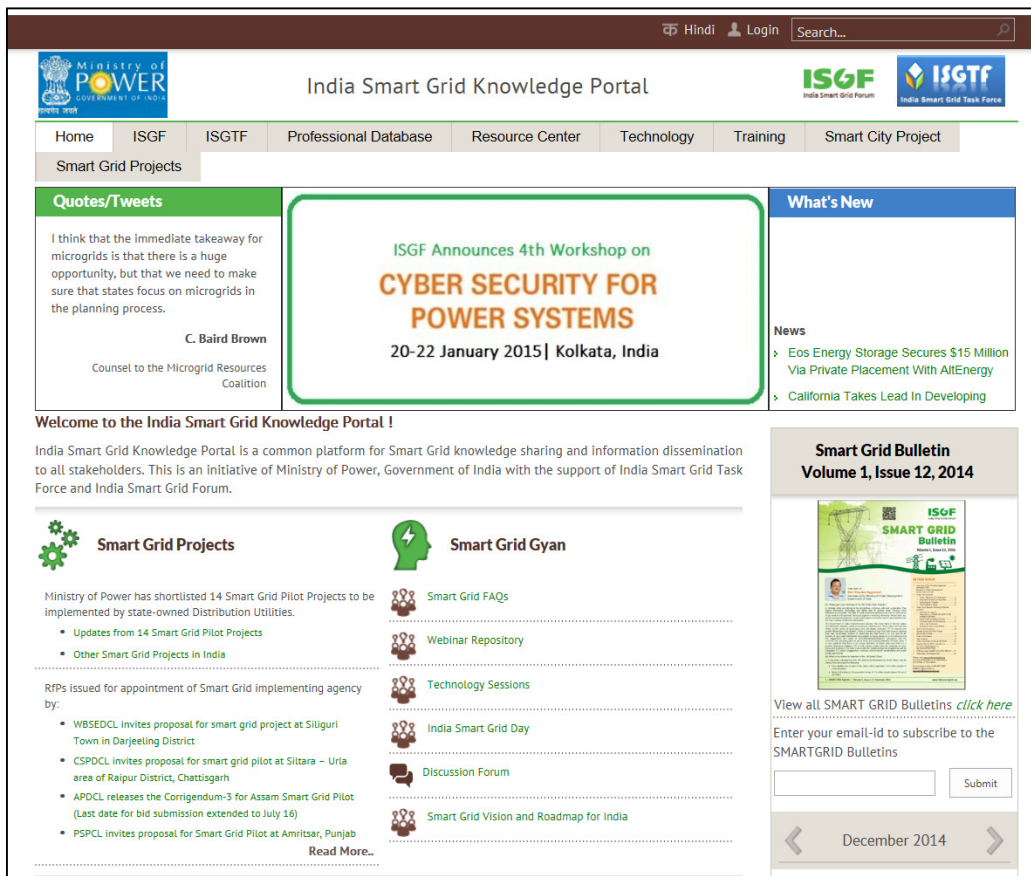 क Hindi Login Search...
Ministry of
POWER
GOVERNMENT OF INDIA
सत्यमेव जयते
India Smart Grid Knowledge Portal
ISGF
India Smart Grid Forum
ISGTF
India Smart Grid Task Force
Home ISGF ISGTF Professional Database Resource Center Technology Training Smart City Project
Smart Grid Projects
Quotes/Tweets
I think that the immediate takeaway for
microgrids is that there is a huge
opportunity, but that we need to make
sure that states focus on microgrids in
the planning process.
C. Baird Brown
Counsel to the Microgrid Resources
Coalition
ISGF Announces 4th Workshop on
CYBER SECURITY FOR
POWER SYSTEMS
20-22 January 2015| Kolkata, India
What's New
News
Eos Energy Storage Secures $15 Million
Via Private Placement With AltEnergy
California Takes Lead In Developing
Welcome to the India Smart Grid Knowledge Portal !
India Smart Grid Knowledge Portal is a common platform for Smart Grid knowledge sharing and information dissemination
to all stakeholders. This is an initiative of Ministry of Power, Government of India with the support of India Smart Grid Task
Force and India Smart Grid Forum.
Smart Grid Projects
Ministry of Power has shortlisted 14 Smart Grid Pilot Projects to be
implemented by state-owned Distribution Utilities.
• Updates from 14 Smart Grid Pilot Projects
• Other Smart Grid Projects in India
RFPs issued for appointment of Smart Grid implementing agency
by:
• WBSEDCL invites proposal for smart grid project at Siliguri
Town in Darjeeling District
• CSPDCL invites proposal for smart grid pilot at Siltara – Urla
area of Raipur District, Chattisgarh
• APDCL releases the Corrigendum-3 for Assam Smart Grid Pilot
(Last date for bid submission extended to July 16)
• PSPCL invites proposal for Smart Grid Pilot at Amritsar, Punjab
Read More..
Smart Grid Gyan
Smart Grid FAQs
Webinar Repository
Technology Sessions
India Smart Grid Day
Discussion Forum
Smart Grid Vision and Roadmap for India
Smart Grid Bulletin
Volume 1, Issue 12, 2014
ISGF
SMART GRID
Bulletin
Volume 1, Issue 12, 2014
View all SMART GRID Bulletins click here
Enter your email-id to subscribe to the
SMARTGRID Bulletins
Submit
December 2014